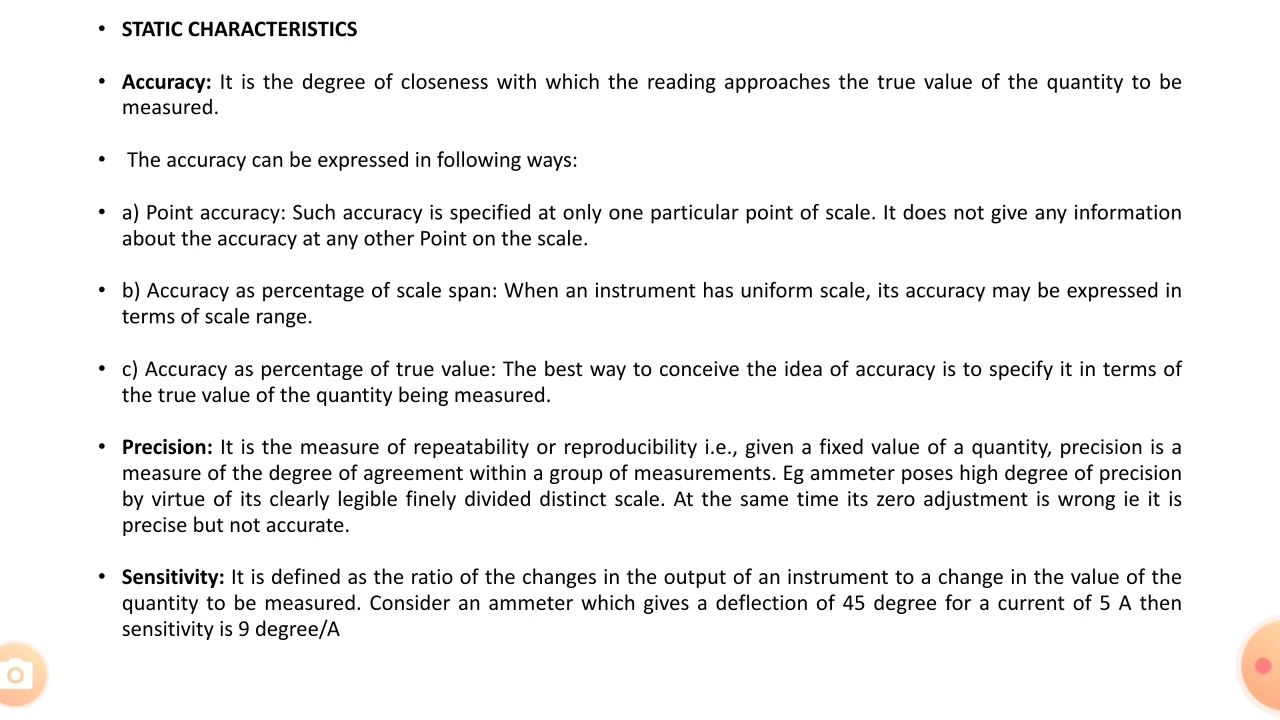 • STATIC CHARACTERISTICS
• Accuracy: It is the degree of closeness with which the reading approaches the true value of the quantity to be
measured.
• The accuracy can be expressed in following ways:
• a) Point accuracy: Such accuracy is specified at only one particular point of scale. It does not give any information
about the accuracy at any other Point on the scale.
• b) Accuracy as percentage of scale span: When an instrument has uniform scale, its accuracy may be expressed in
terms of scale range.
• c) Accuracy as percentage of true value: The best way to conceive the idea of accuracy is to specify it in terms of
the true value of the quantity being measured.
• Precision: It is the measure of repeatability or reproducibility i.e., given a fixed value of a quantity, precision is a
measure of the degree of agreement within a group of measurements. Eg ammeter poses high degree of precision
by virtue of its clearly legible finely divided distinct scale. At the same time its zero adjustment is wrong ie it is
precise but not accurate.
• Sensitivity: It is defined as the ratio of the changes in the output of an instrument to a change in the value of the
quantity to be measured. Consider an ammeter which gives a deflection of 45 degree for a current of 5 A then
sensitivity is 9 degree/A